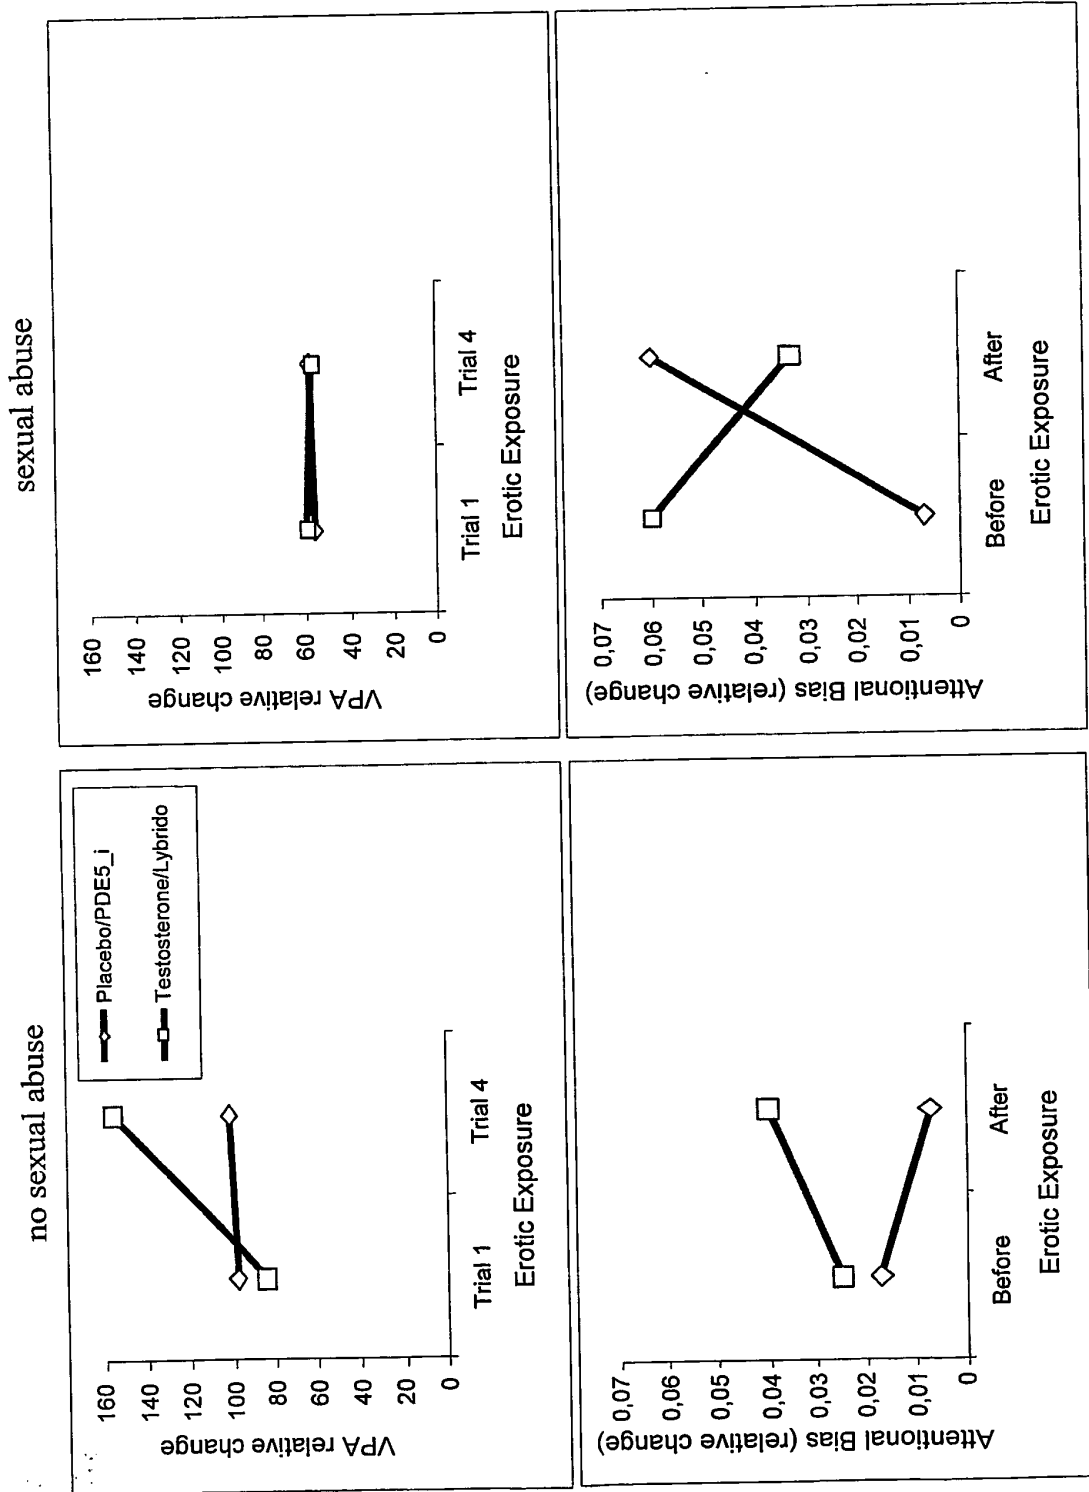 no sexual abuse
VPA relative change
160
140
120
100
80
60
40
20
0
Trial 1
Trial 4
Erotic Exposure
Placebo/PDE5_i
Testosterone/Lybrido
Attentional Bias (relative change)
0,07
0,06
0,05
0,04
0,03
0,02
0,01
0
Before
After
Erotic Exposure
sexual abuse
VPA relative change
160
140
120
100
80
60
40
20
0
Trial 1
Trial 4
Erotic Exposure
Attentional Bias (relative change)
0,07
0,06
0,05
0,04
0,03
0,02
0,01
0
Before
After
Erotic Exposure